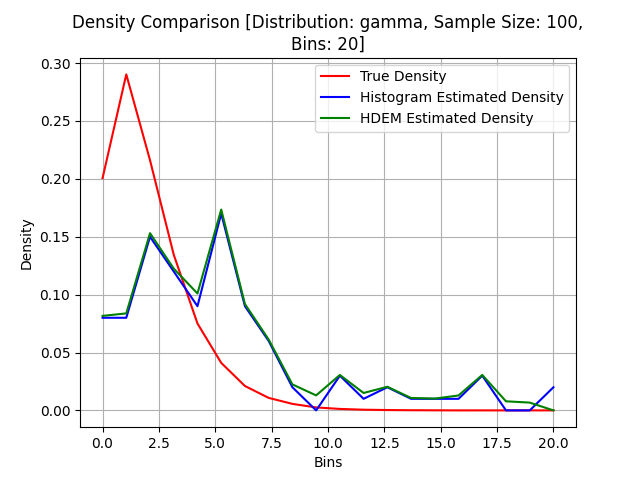 Density Comparison [Distribution: gamma, Sample Size: 100,
Bins: 20]
True Density
Histogram Estimated Density
HDEM Estimated Density
Density
0.30
0.25
0.20
0.15
0.10
0.05
0.00
0.0 2.5 5.0 7.5 10.0 12.5 15.0 17.5 20.0
Bins